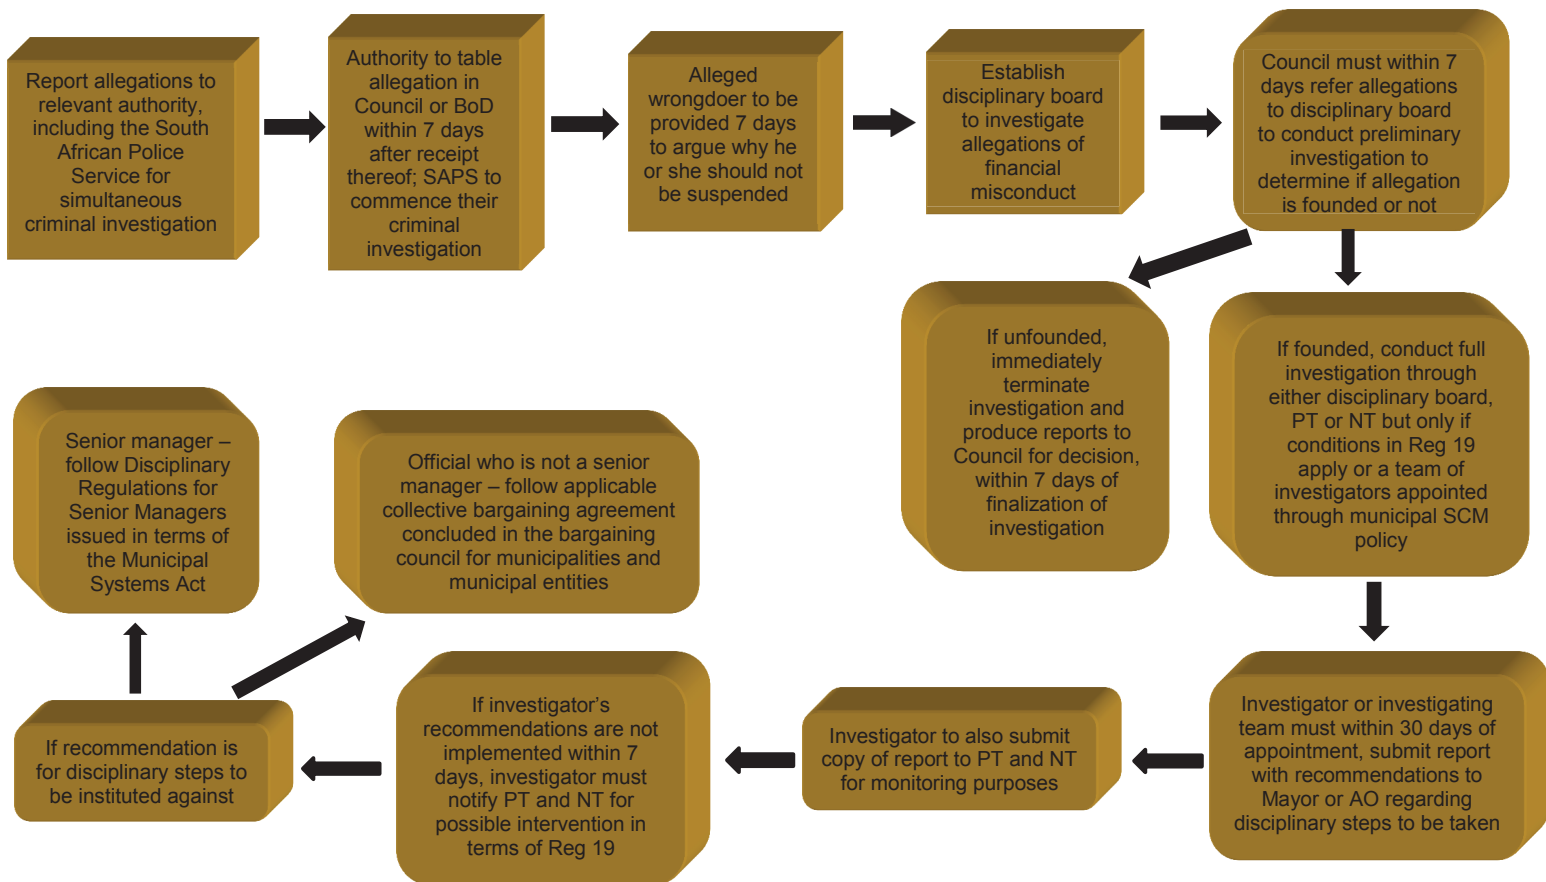 Report allegations to
relevant authority,
including the South
African Police
Service for
simultaneous
criminal investigation
Authority to table
allegation in
Council or BoD
within 7 days
after receipt
thereof; SAPS to
commence their
criminal
investigation
Alleged
wrongdoer to be
provided 7 days
to argue why he
or she should not
be suspended
Establish
disciplinary board
to investigate
allegations of
financial
misconduct
Council must within 7
days refer allegations
to disciplinary board
to conduct preliminary
investigation to
determine if allegation
is founded or not
If unfounded,
immediately
terminate
investigation and
produce reports to
Council for decision,
within 7 days of
finalization of
investigation
If founded, conduct full
investigation through
either disciplinary board,
PT or NT but only if
conditions in Reg 19
apply or a team of
investigators appointed
through municipal SCM
policy
Investigator or investigating
team must within 30 days of
appointment, submit report
with recommendations to
Mayor or AO regarding
disciplinary steps to be taken
Investigator to also submit
copy of report to PT and NT
for monitoring purposes
If investigator's
recommendations are not
implemented within 7
days, investigator must
notify PT and NT for
possible intervention in
terms of Reg 19
If recommendation is
for disciplinary steps to
be instituted against
Senior manager –
follow Disciplinary
Regulations for
Senior Managers
issued in terms of
the Municipal
Systems Act
Official who is not a senior
manager – follow applicable
collective bargaining agreement
concluded in the bargaining
council for municipalities and
municipal entities